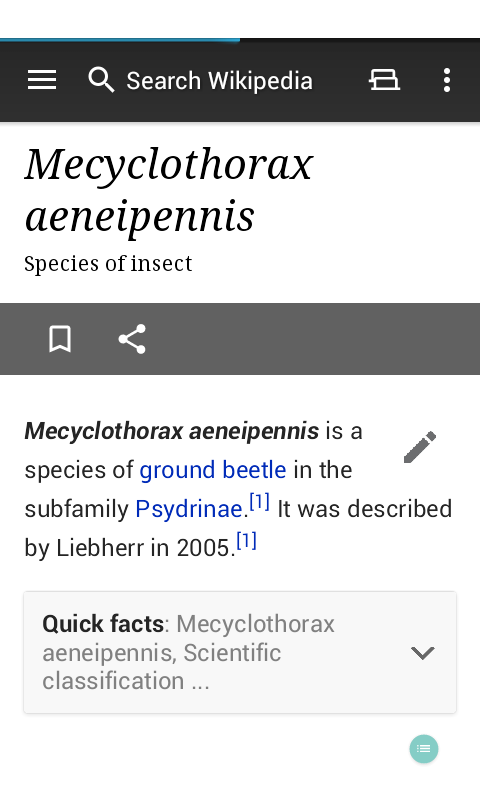 Search Wikipedia
Mecyclothorax
aeneipennis
Species of insect
Mecyclothorax aeneipennis is a
species of ground beetle in the
subfamily Psydrinae.[1] It was described
by Liebherr in 2005.[1]
Quick facts: Mecyclothorax
aeneipennis, Scientific
classification ...